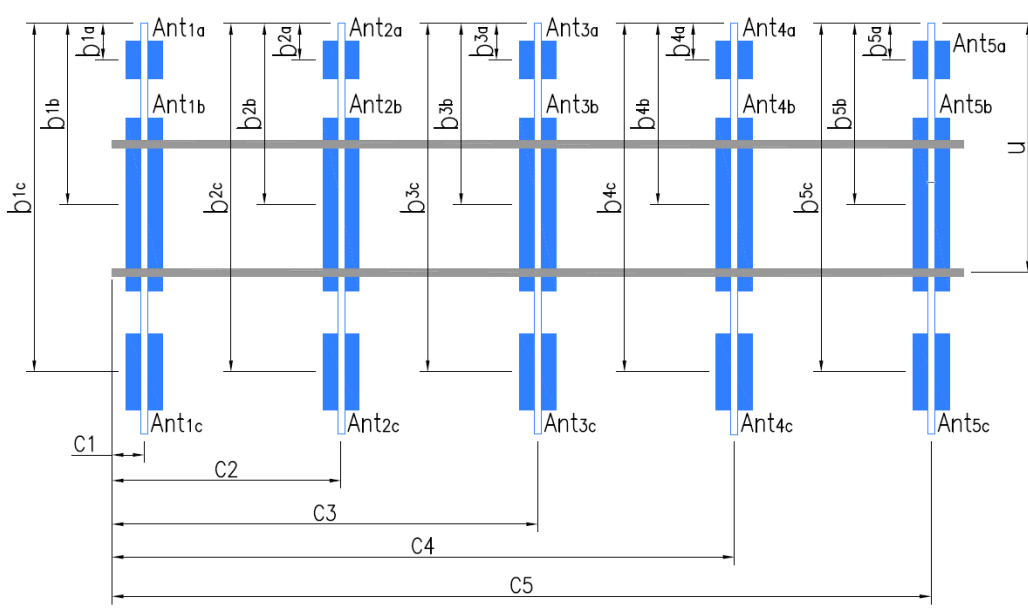 b1a Ant1a b2a Ant2a b3a Ant3a b4a Ant4a b5a Ant5a
b1b Ant1b b2b Ant2b b3b Ant3b b4b Ant4b b5b Ant5b
u
b1c b2c b3c b4c b5c
Ant1c Ant2c Ant3c Ant4c Ant5c
C1
C2
C3
C4
C5